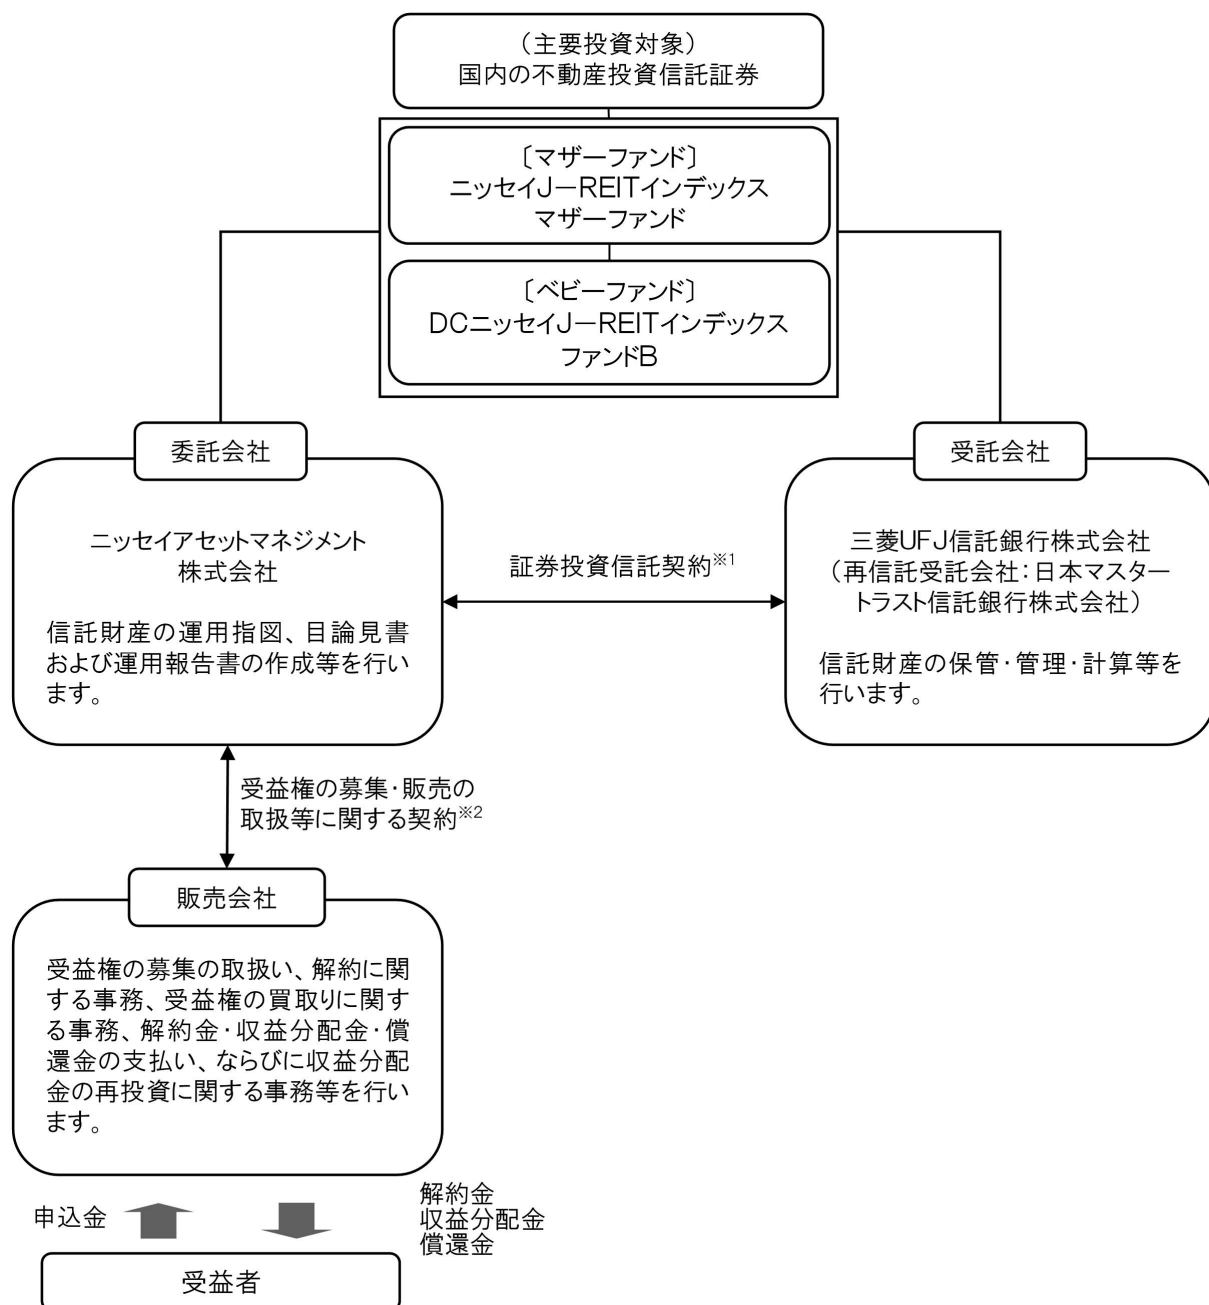 （主要投資対象）
国内の不動産投資信託証券
〔マザーファンド〕
ニッセイJ－REITインデックス
マザーファンド
〔ベビーファンド〕
DCニッセイJ－REITインデックス
ファンドB
委託会社
ニッセイアセットマネジメント
株式会社
信託財産の運用指図、目論見書
および運用報告書の作成等を行い
ます。
証券投資信託契約※1
受託会社
三菱UFJ信託銀行株式会社
（再信託受託会社：日本マスター
トラスト信託銀行株式会社）
信託財産の保管・管理・計算等を
行います。
受益権の募集・販売の
取扱等に関する契約※2
販売会社
受益権の募集の取扱い、解約に関
する事務、受益権の買取りに関す
る事務、解約金・収益分配金・償
還金の支払い、ならびに収益分配
金の再投資に関する事務等を行い
ます。
申込金
解約金
収益分配金
償還金
受益者